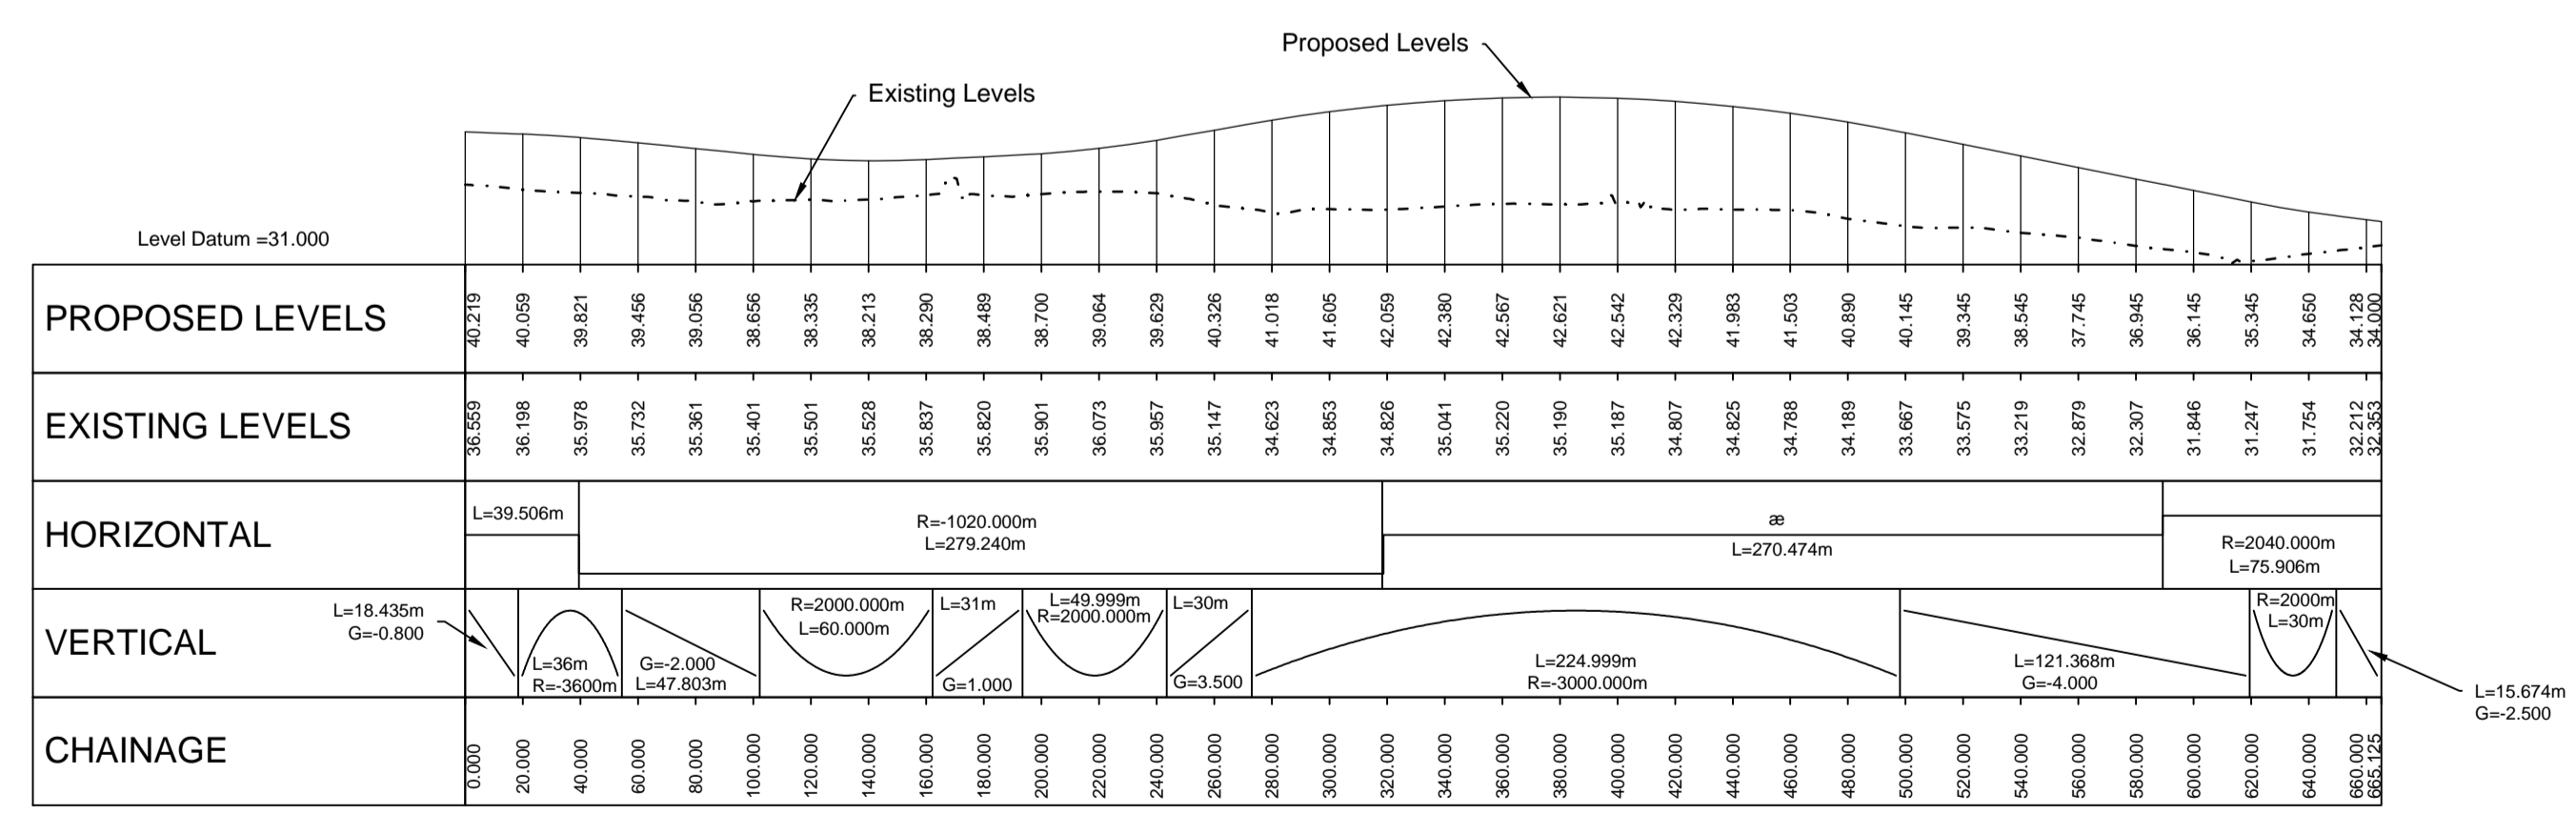 Proposed Levels
Existing Levels
Level Datum =31.000
PROPOSED LEVELS
40.219 40.059 39.821 39.456 39.056 38.656 38.335 38.213 38.290 38.489 38.700 39.064 39.629 40.326 41.018 41.605 42.059 42.380 42.567 42.621 42.542 42.329 41.983 41.503 40.890 40.145 39.345 38.545 37.745 36.945 36.145 35.345 34.650 34.128 34.000
EXISTING LEVELS
36.559 36.198 35.978 35.732 35.361 35.401 35.501 35.528 35.837 35.820 35.901 36.073 35.957 35.147 34.623 34.853 34.826 35.041 35.220 35.190 35.187 34.807 34.825 34.788 34.189 33.667 33.575 33.219 32.879 32.307 31.846 31.247 31.754 32.212 32.353
HORIZONTAL
L=39.506m
R=-1020.000m
L=279.240m
æ
L=270.474m
R=2040.000m
L=75.906m
VERTICAL
L=18.435m
G=-0.800
L=36m
R=-3600m
G=-2.000
L=47.803m
R=2000.000m
L=60.000m
L=31m
G=1.000
L=49.999m
R=2000.000m
L=30m
G=3.500
L=224.999m
R=-3000.000m
L=121.368m
G=-4.000
R=2000m
L=30m
L=15.674m
G=-2.500
CHAINAGE
0.000 20.000 40.000 60.000 80.000 100.000 120.000 140.000 160.000 180.000 200.000 220.000 240.000 260.000 280.000 300.000 320.000 340.000 360.000 380.000 400.000 420.000 440.000 460.000 480.000 500.000 520.000 540.000 560.000 580.000 600.000 620.000 640.000 660.000 665.125